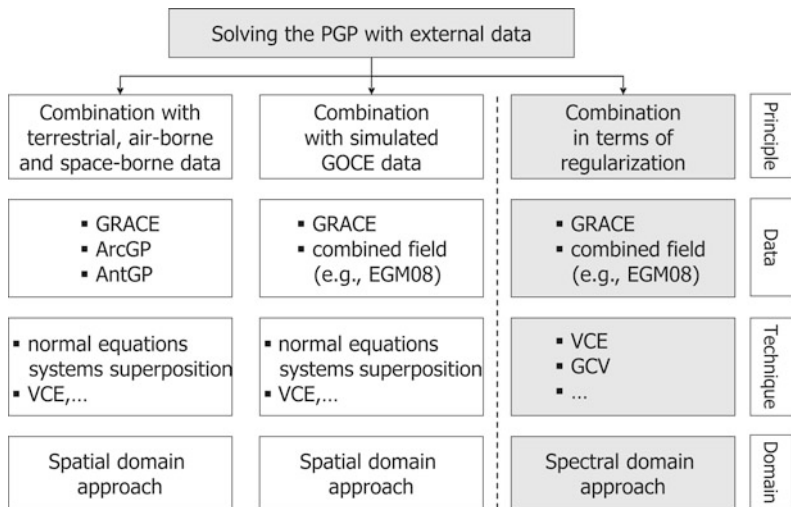 Solving the PGP with external data
Combination with
terrestrial, air-borne
and space-borne data
Combination
with simulated
GOCE data
Combination
in terms of
regularization
Principle
▪ GRACE
▪ ArcGP
▪ AntGP
▪ GRACE
▪ combined field
(e.g., EGM08)
▪ GRACE
▪ combined field
(e.g., EGM08)
Data
▪ normal equations
systems superposition
▪ VCE,...
▪ normal equations
systems superposition
▪ VCE,...
▪ VCE
▪ GCV
▪ ...
Technique
Spatial domain
approach
Spatial domain
approach
Spectral domain
approach
Domain